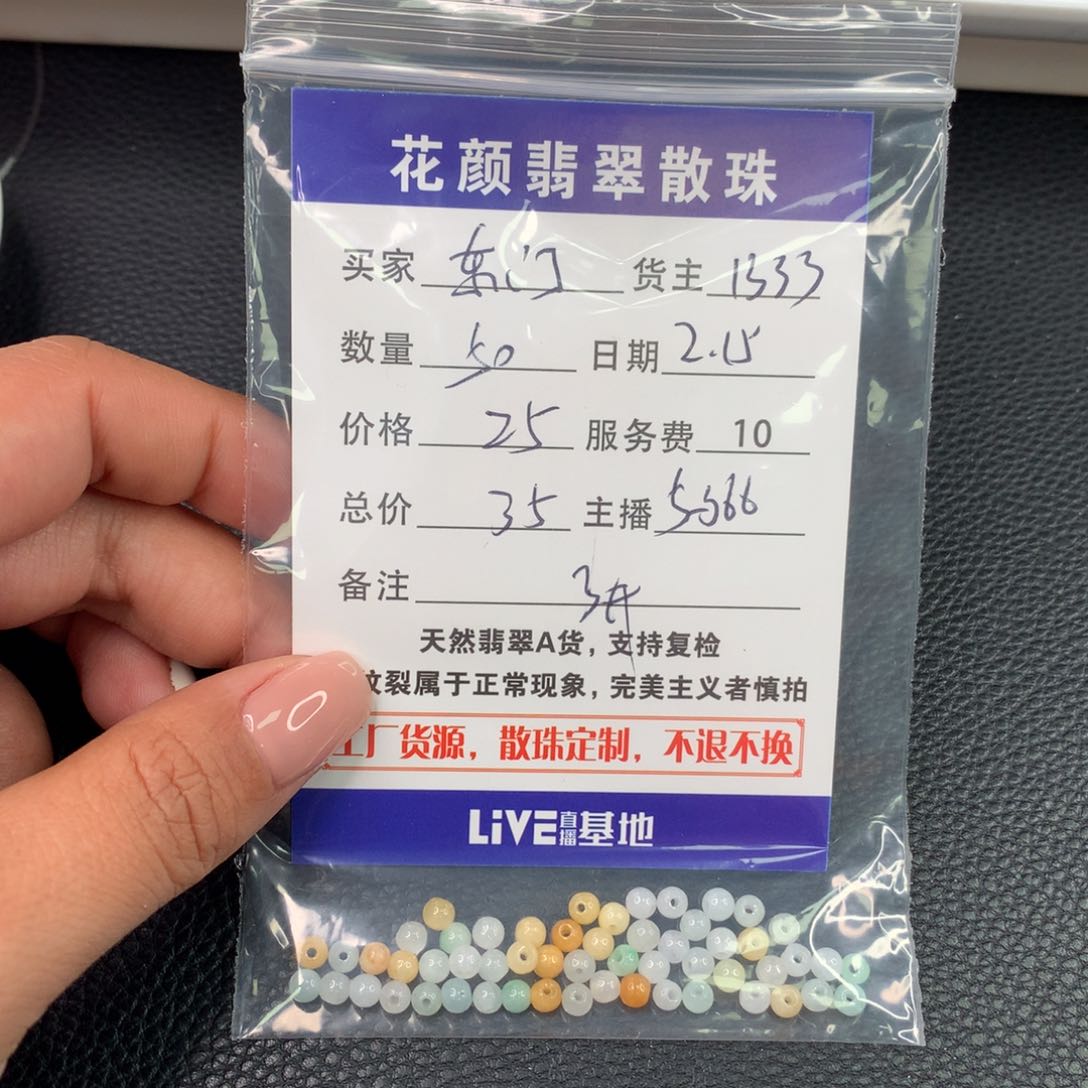 花颜翡翠散珠
买家 东门 货主 1333
数量 50 日期 2.15
价格 25 服务费 10
总价 35 主播 5366
备注 3#
天然翡翠A货，支持复检
纹裂属于正常现象，完美主义者慎拍
工厂货源，散珠定制，不退不换
LiVE直播基地